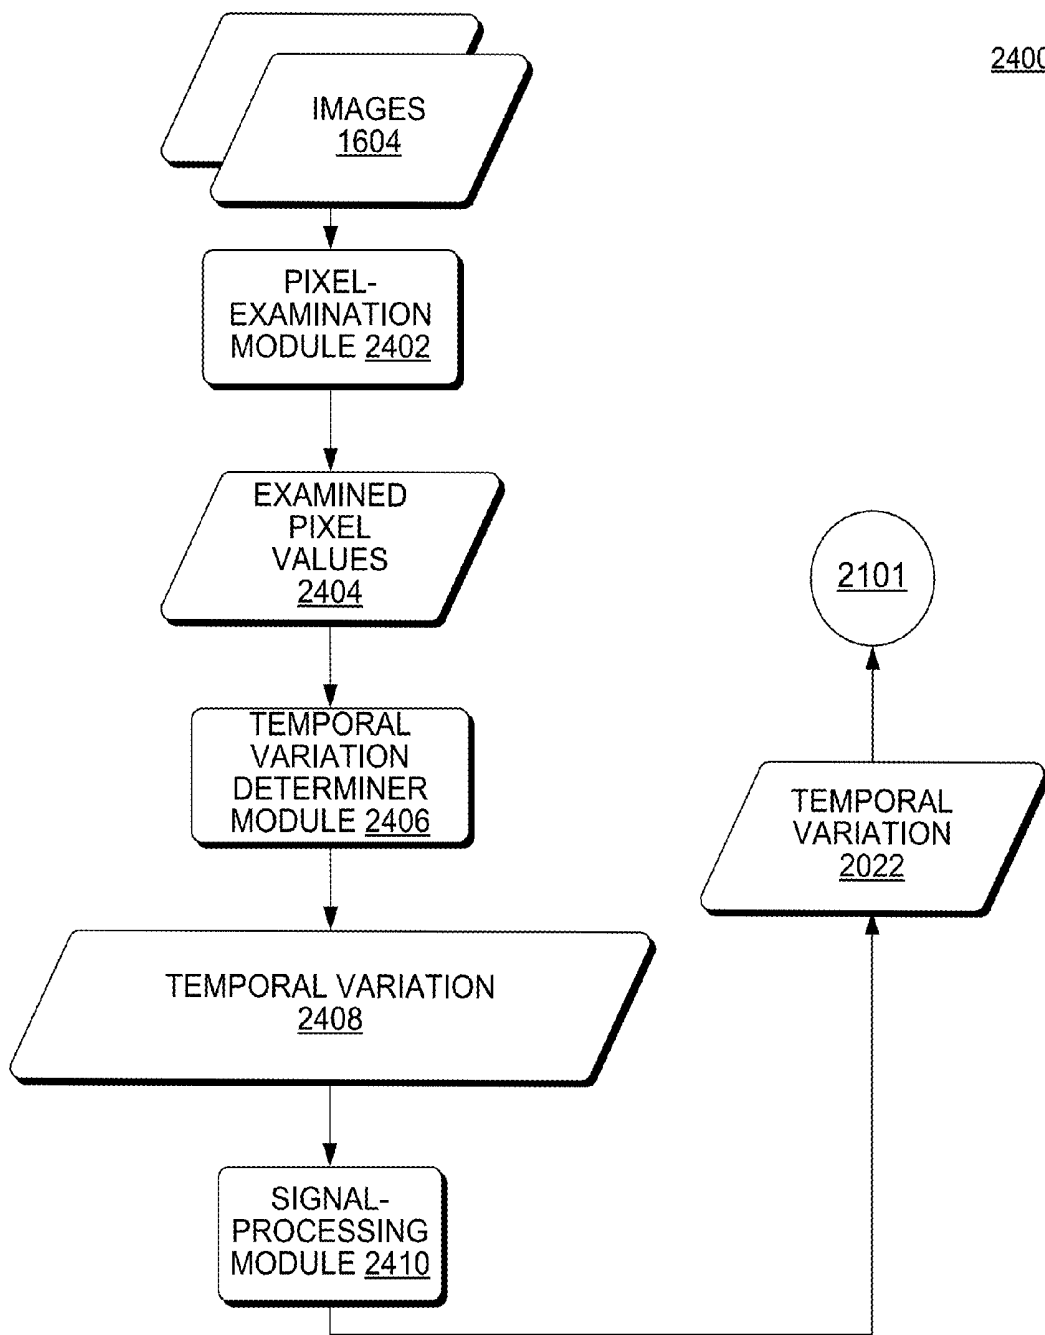 2400
IMAGES
1604
PIXEL-
EXAMINATION
MODULE 2402
EXAMINED
PIXEL
VALUES
2404
TEMPORAL
VARIATION
DETERMINER
MODULE 2406
TEMPORAL VARIATION
2408
SIGNAL-
PROCESSING
MODULE 2410
TEMPORAL
VARIATION
2022
2101